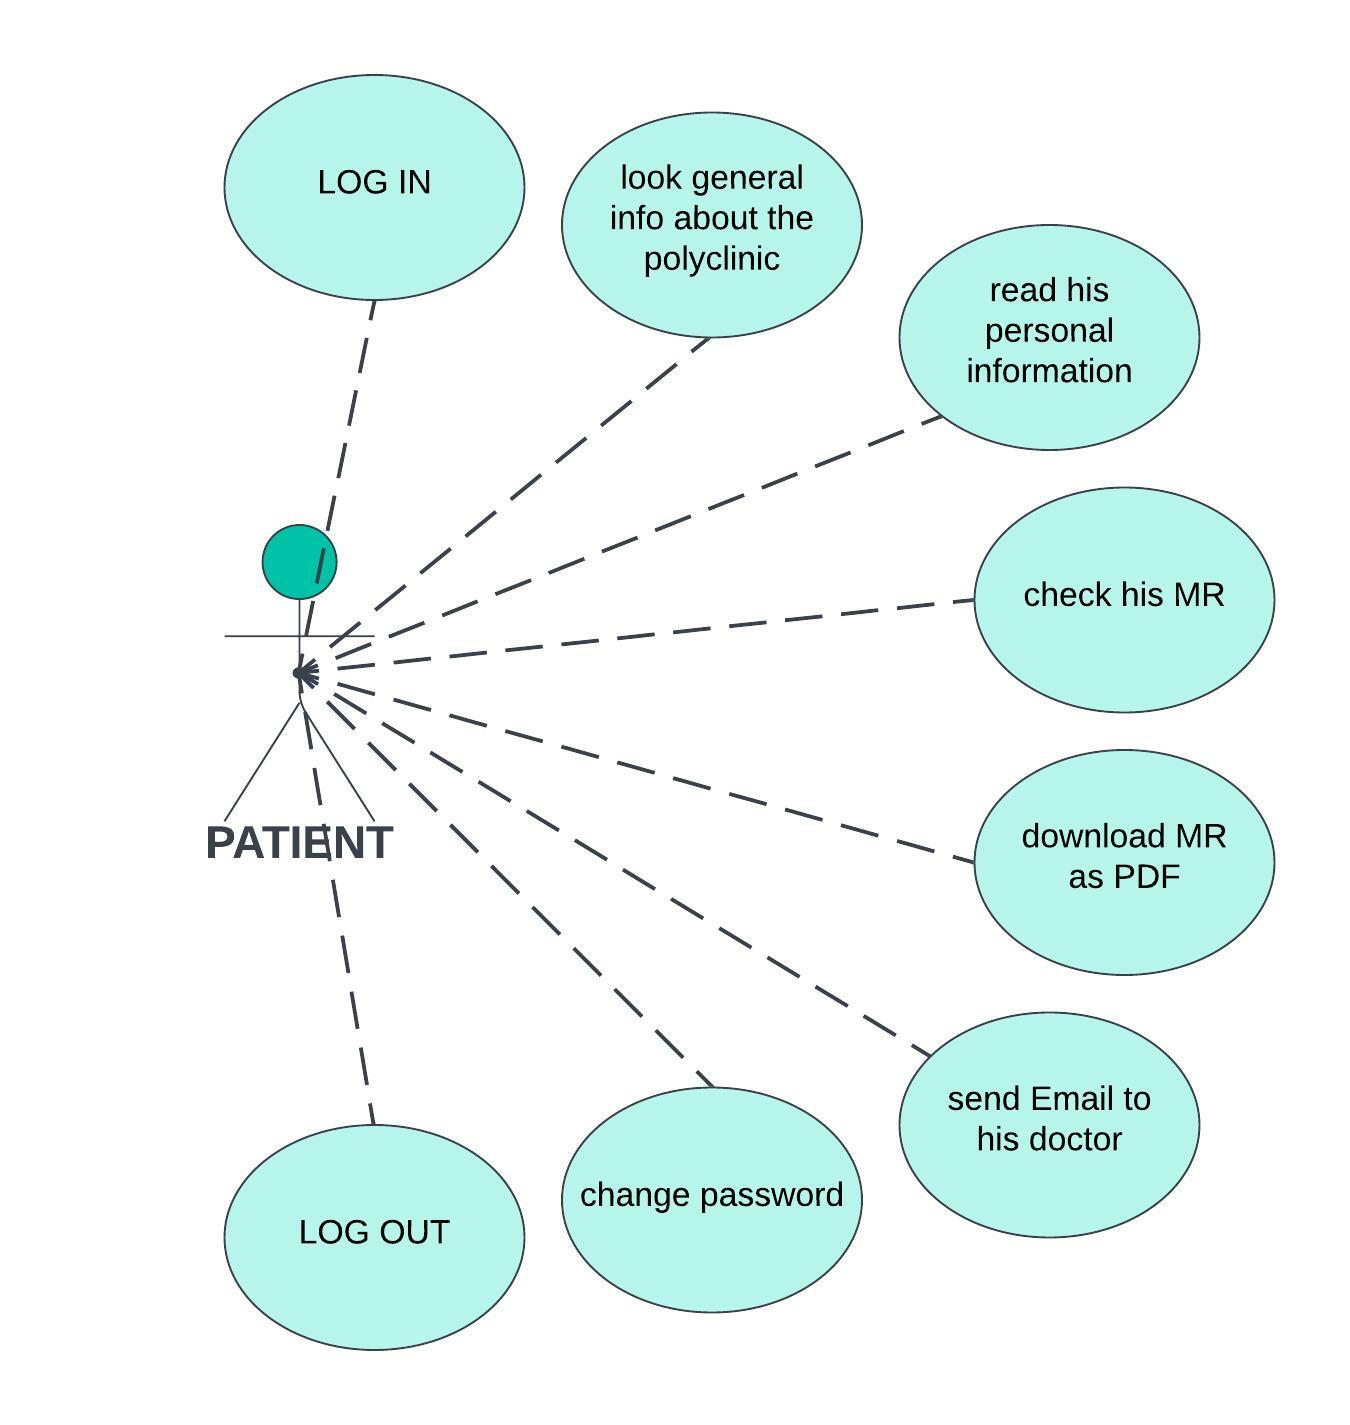 LOG IN
look general
info about the
polyclinic
read his
personal
information
check his MR
PATIENT
download MR
as PDF
send Email to
his doctor
change password
LOG OUT